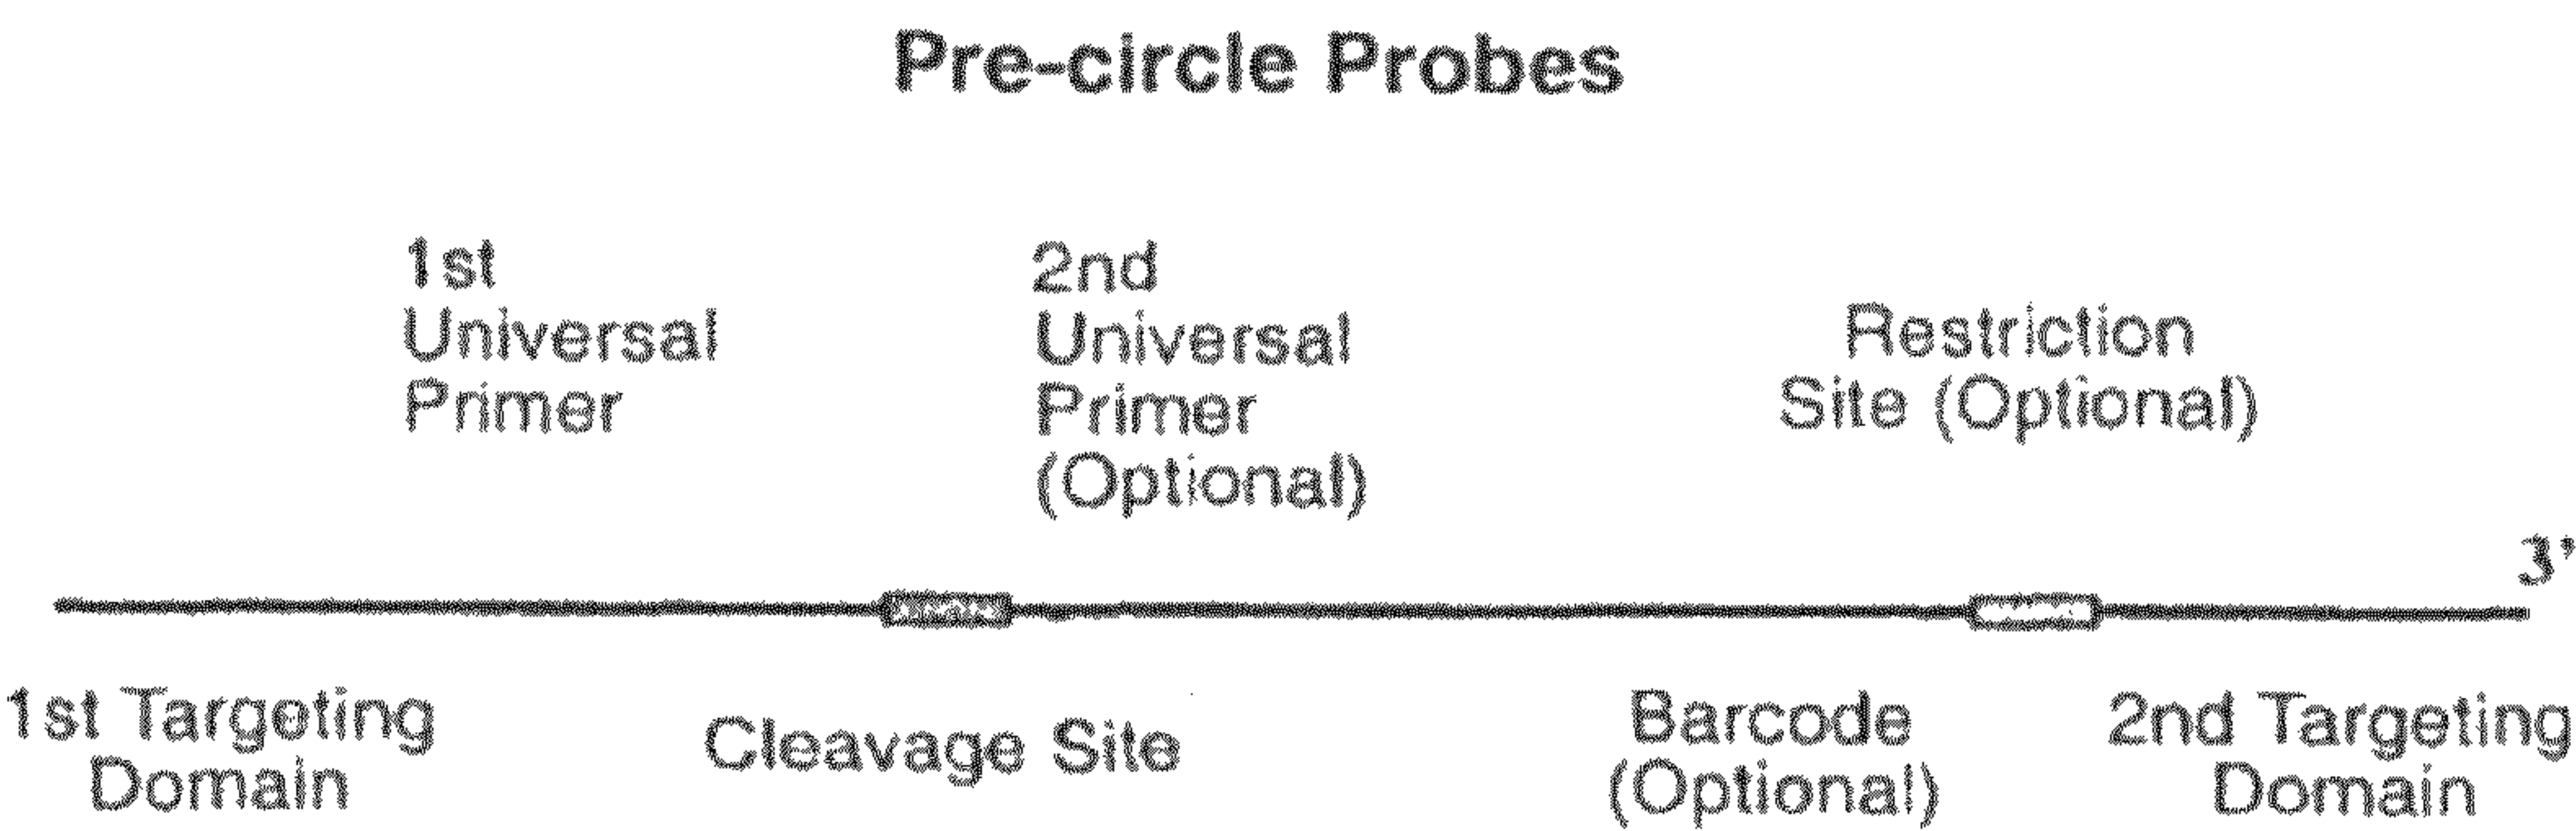 Pre-circle Probes
1st
Universal
Primer
2nd
Universal
Primer
(Optional)
Restriction
Site (Optional)
3'
1st Targeting
Domain
Cleavage Site
Barcode
(Optional)
2nd Targeting
Domain